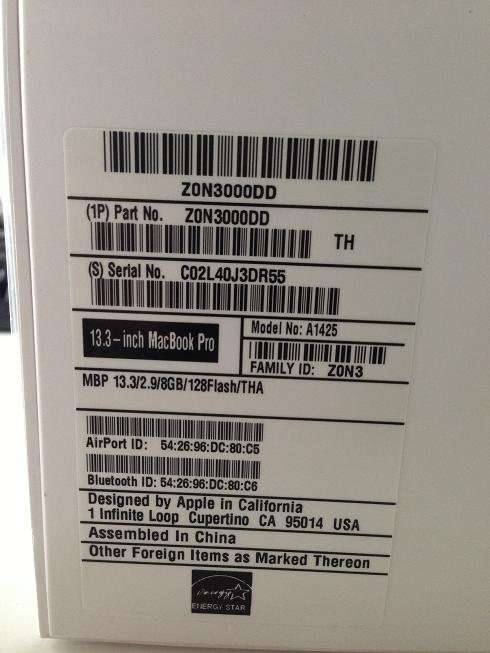 Z0N3000DD
(1P) Part No. Z0N3000DD
TH
(S) Serial No. C02L40J3DR55
13.3-inch MacBook Pro
Model No: A1425
FAMILY ID: Z0N3
MBP 13.3/2.9/8GB/128Flash/THA
AirPort ID: 54:26:96:DC:80:C5
Bluetooth ID: 54:26:96:DC:80:C6
Designed by Apple in California
1 Infinite Loop Cupertino CA 95014 USA
Assembled In China
Other Foreign Items as Marked Thereon
energy
ENERGY STAR